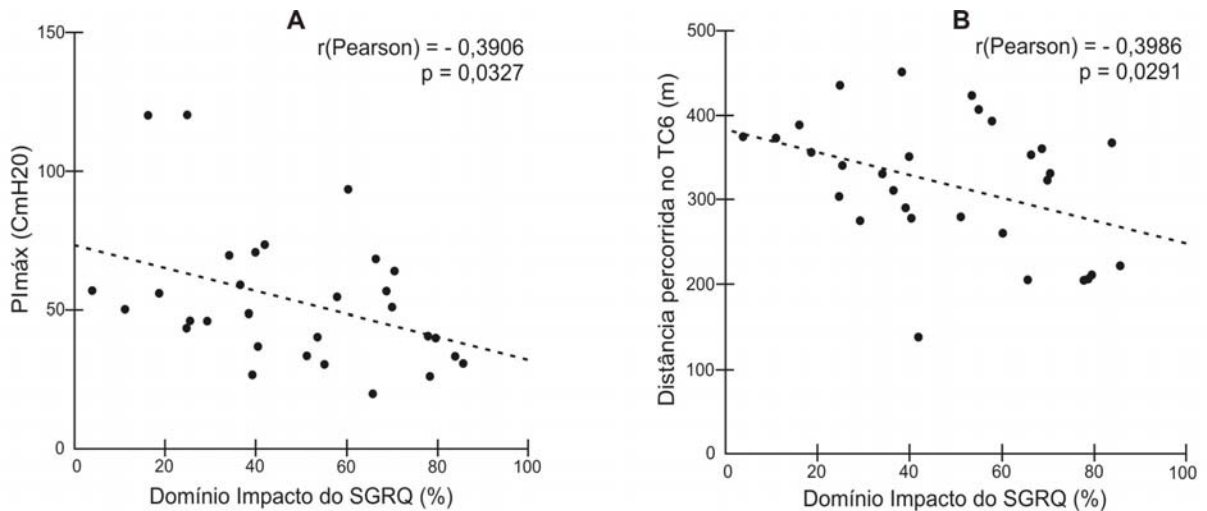 A
r(Pearson) = - 0,3906
p = 0,0327
150
100
50
0
PImáx (CmH20)
0 20 40 60 80 100
Domínio Impacto do SGRQ (%)
B
r(Pearson) = - 0,3986
p = 0,0291
500
400
300
200
100
0
Distância percorrida no TC6 (m)
0 20 40 60 80 100
Domínio Impacto do SGRQ (%)